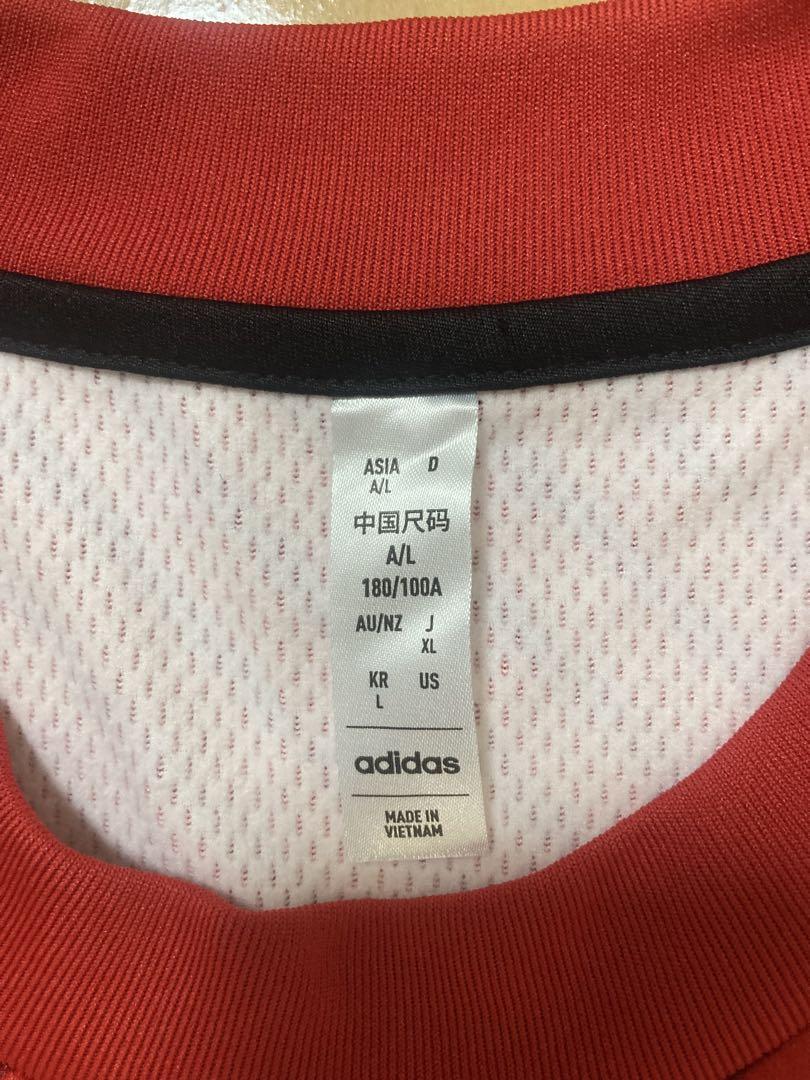 ASIA D
A/L
中国尺码
A/L
180/100A
AU/NZ J
XL
KR US
L
adidas
MADE IN
VIETNAM